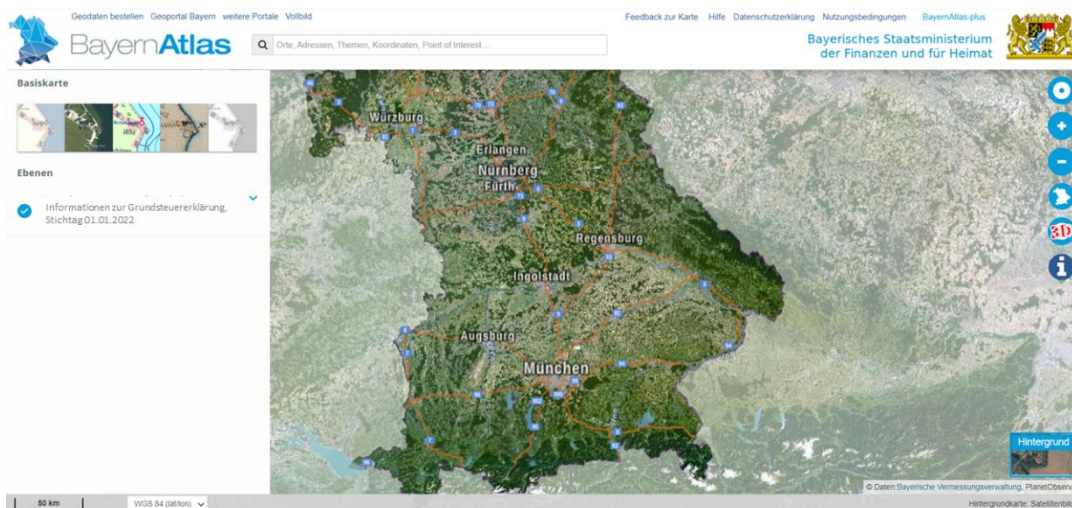 Geodaten bestellen Geoportal Bayern weitere Portale Vollbild
Feedback zur Karte Hilfe Datenschutzerklärung Nutzungsbedingungen BayernAtlas-plus
BayernAtlas
Orte, Adressen, Themen, Koordinaten, Point of Interest ...
Bayerisches Staatsministerium
der Finanzen und für Heimat
Basiskarte
Ebenen
Informationen zur Grundsteuererklärung,
Stichtag 01.01.2022
Würzburg
Erlangen
Nürnberg
Fürth
Regensburg
Ingolstadt
Augsburg
München
3D
i
Hintergrund
© Daten:Bayerische Vermessungsverwaltung, PlanetObserv
50 km
WGS 84 (lat/lon)
Hintergrundkarte: Satellitenbild